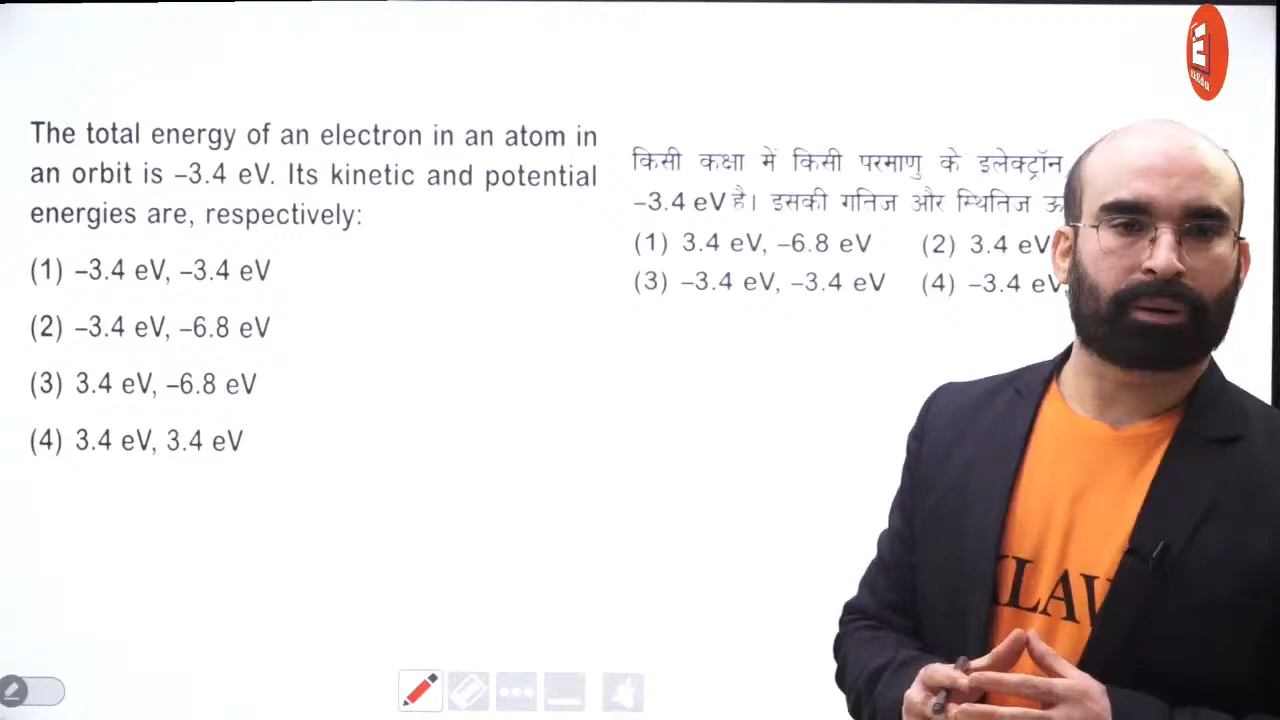 The total energy of an electron in an atom in
an orbit is –3.4 eV. Its kinetic and potential
energies are, respectively:
(1) –3.4 eV, –3.4 eV
(2) –3.4 eV, –6.8 eV
(3) 3.4 eV, –6.8 eV
(4) 3.4 eV, 3.4 eV
किसी कक्षा में किसी परमाणु के इलेक्ट्रॉन
–3.4 eV है। इसकी गतिज और स्थितिज
(1) 3.4 eV, –6.8 eV (2) 3.4 eV
(3) –3.4 eV, –3.4 eV (4) –3.4 eV,
É
EkEdu
KLAV